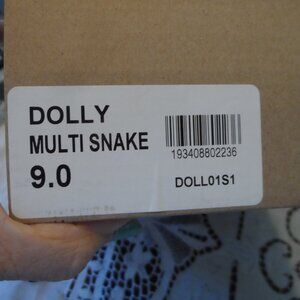 DOLLY
MULTI SNAKE
9.0
193408802236
DOLL01S1